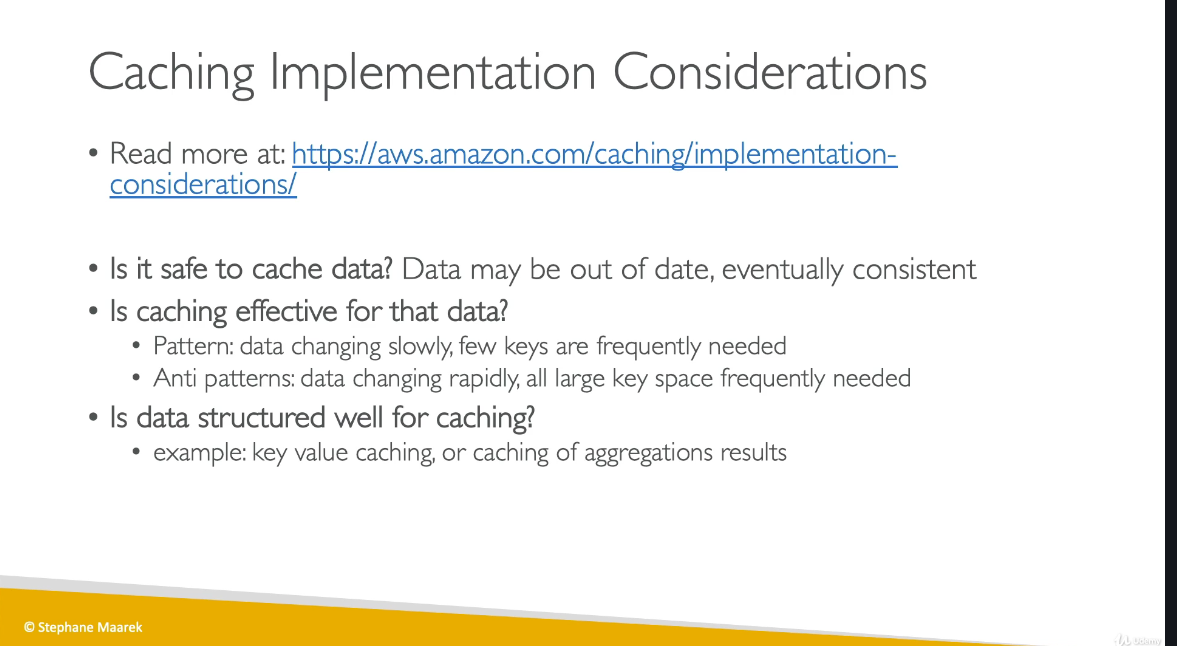 Caching Implementation Considerations
• Read more at: https://aws.amazon.com/caching/implementation-
considerations/
• Is it safe to cache data? Data may be out of date, eventually consistent
• Is caching effective for that data?
• Pattern: data changing slowly, few keys are frequently needed
• Anti patterns: data changing rapidly, all large key space frequently needed
• Is data structured well for caching?
• example: key value caching, or caching of aggregations results
© Stephane Maarek
Udemy